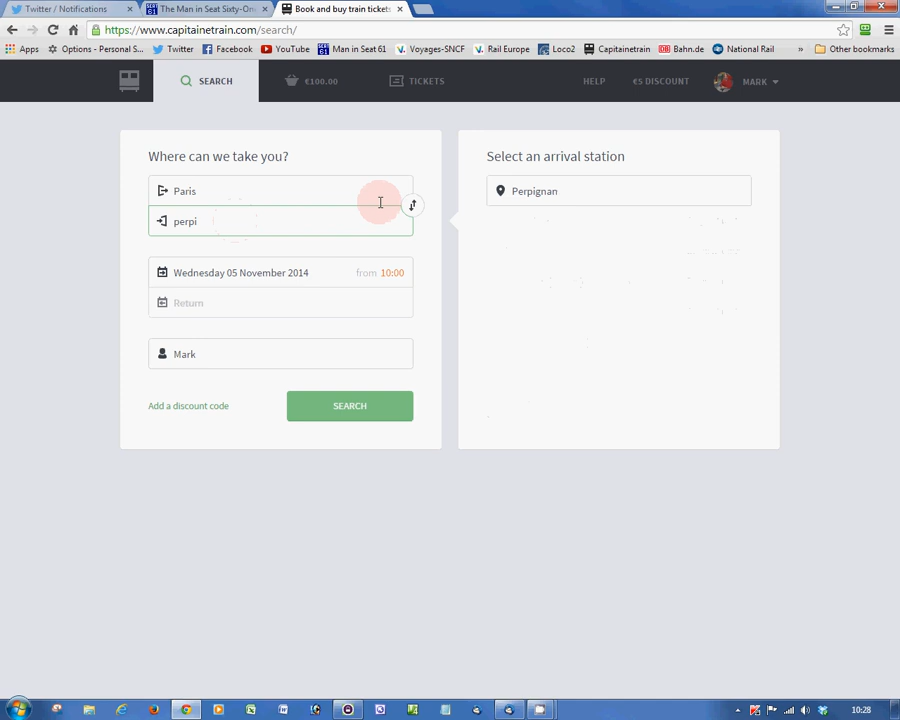 Twitter / Notifications
The Man in Seat Sixty-One
Book and buy train tickets
https://www.capitainetrain.com/search/
Apps
Options - Personal S...
Twitter
Facebook
YouTube
Man in Seat 61
Voyages-SNCF
Rail Europe
Loco2
Capitainetrain
Bahn.de
National Rail
»
Other bookmarks
SEARCH
€100.00
TICKETS
HELP
€5 DISCOUNT
MARK
Where can we take you?
Paris
perpi
Wednesday 05 November 2014 from 10:00
Return
Mark
Add a discount code
SEARCH
Select an arrival station
Perpignan
10:28